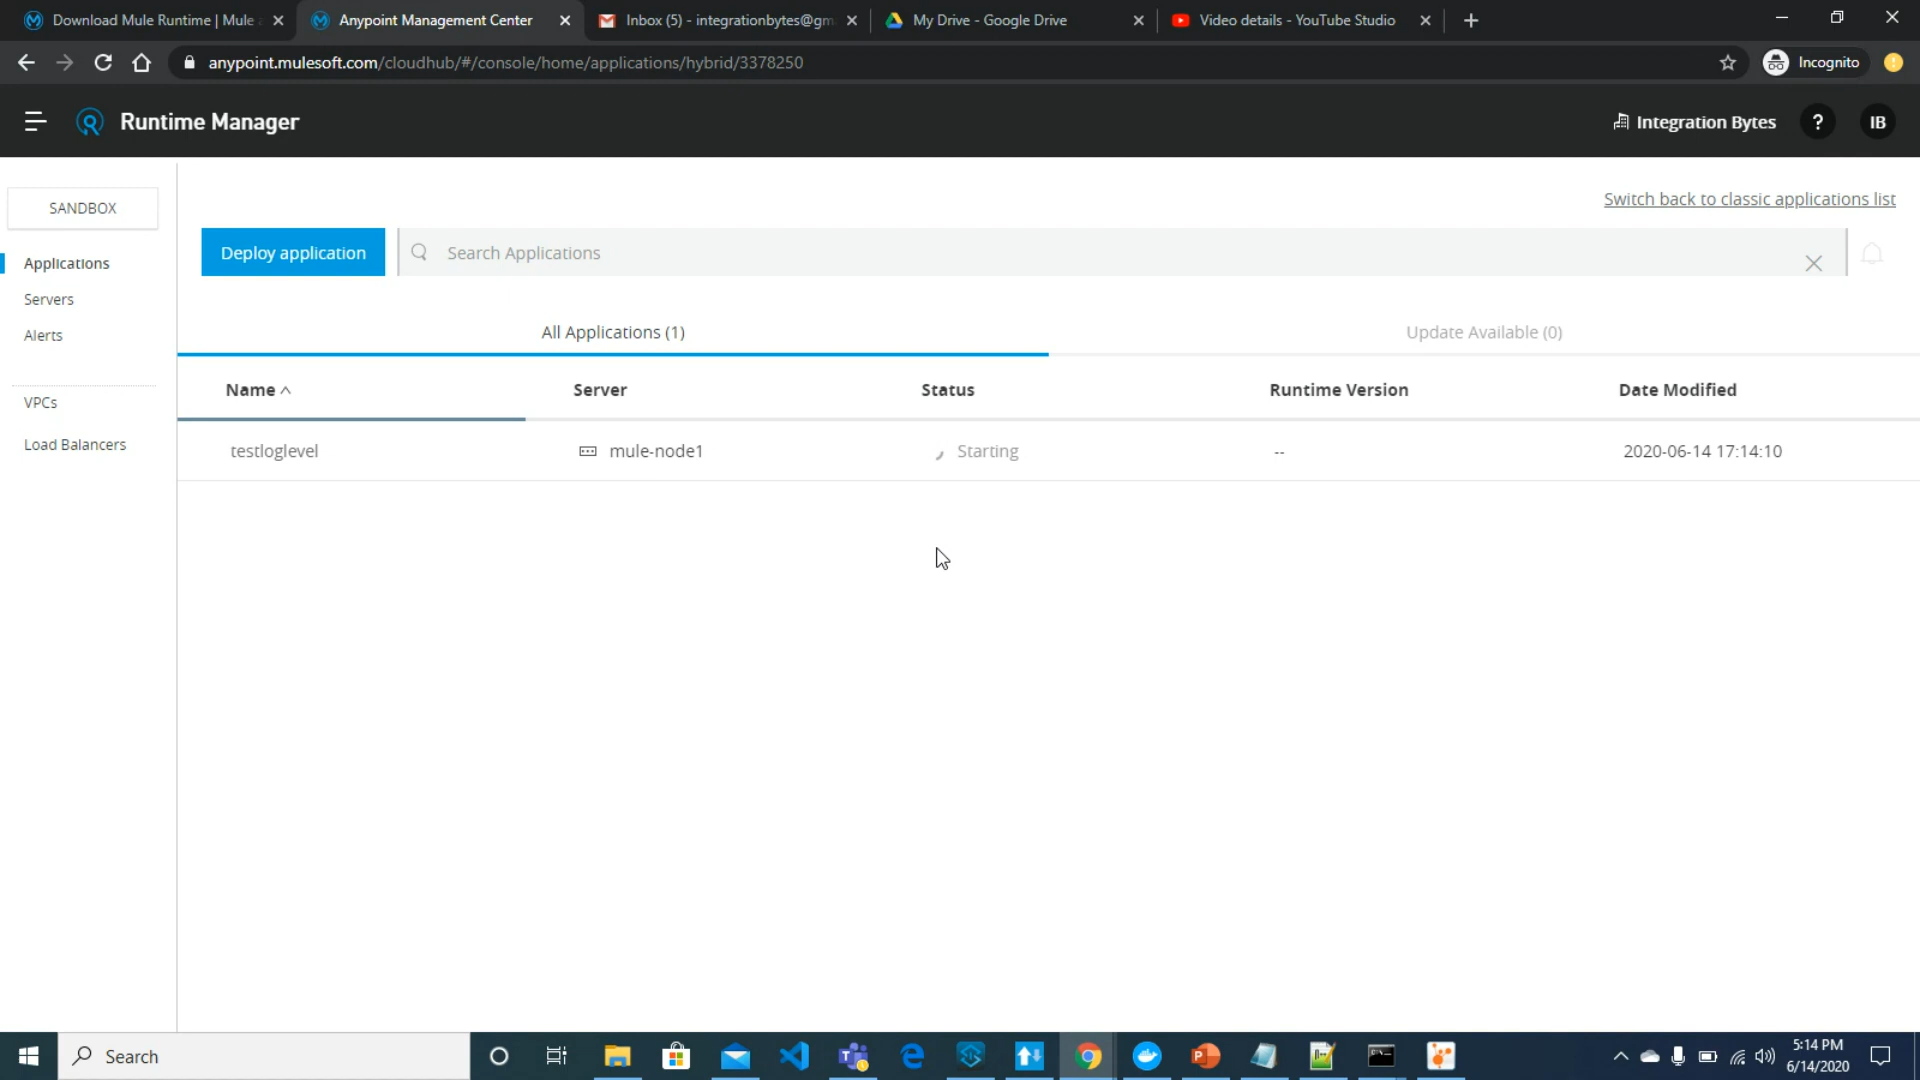 Download Mule Runtime | Mule
Anypoint Management Center
Inbox (5) - integrationbytes@gm
My Drive - Google Drive
Video details - YouTube Studio
anypoint.mulesoft.com/cloudhub/#/console/home/applications/hybrid/3378250
Incognito
Runtime Manager
Integration Bytes
?
IB
SANDBOX
Applications
Servers
Alerts
VPCs
Load Balancers
Switch back to classic applications list
Deploy application
Search Applications
All Applications (1)
Update Available (0)
Name
Server
Status
Runtime Version
Date Modified
testloglevel
mule-node1
Starting
--
2020-06-14 17:14:10
Search
5:14 PM
6/14/2020